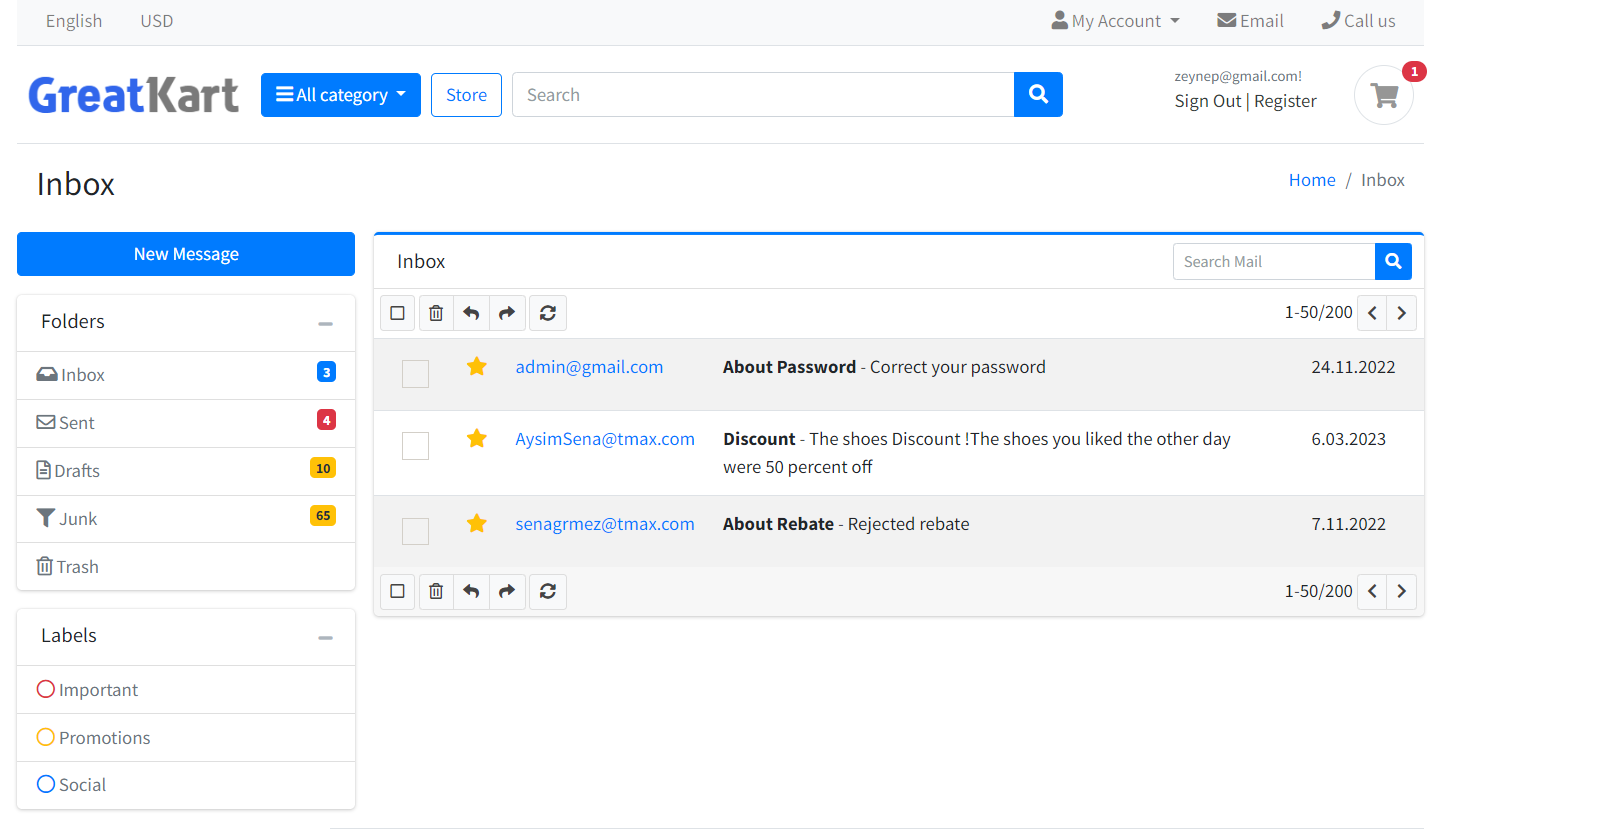 English USD My Account Email Call us
GreatKart All category Store Search zeynep@gmail.com! 1
Sign Out | Register
Inbox Home / Inbox
New Message
Inbox Search Mail
Folders
1-50/200
Inbox 3
admin@gmail.com About Password - Correct your password 24.11.2022
Sent 4
AysimSena@tmax.com Discount - The shoes Discount !The shoes you liked the other day 6.03.2023
were 50 percent off
Drafts 10
Junk 65
senagrmez@tmax.com About Rebate - Rejected rebate 7.11.2022
Trash
1-50/200
Labels
Important
Promotions
Social